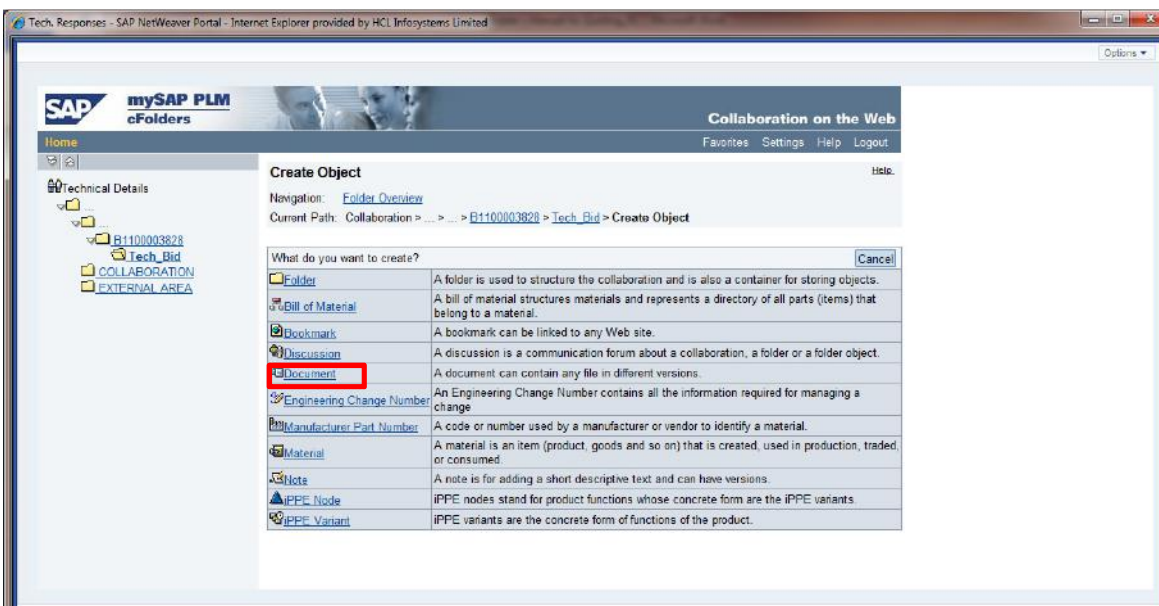 Tech. Responses - SAP NetWeaver Portal - Internet Explorer provided by HCL Infosystems Limited
Options
SAP
mySAP PLM
cFolders
Collaboration on the Web
Home
Favorites Settings Help Logout
Technical Details
...
...
B1100003828
Tech_Bid
COLLABORATION
EXTERNAL AREA
Create Object
Help.
Navigation: Folder Overview
Current Path: Collaboration > ... > ... > B1100003828 > Tech_Bid > Create Object
What do you want to create? Cancel
Folder A folder is used to structure the collaboration and is also a container for storing objects.
Bill of Material A bill of material structures materials and represents a directory of all parts (items) that
belong to a material.
Bookmark A bookmark can be linked to any Web site.
Discussion A discussion is a communication forum about a collaboration, a folder or a folder object.
Document A document can contain any file in different versions.
Engineering Change Number An Engineering Change Number contains all the information required for managing a
change
Manufacturer Part Number A code or number used by a manufacturer or vendor to identify a material.
Material A material is an item (product, goods and so on) that is created, used in production, traded,
or consumed.
Note A note is for adding a short descriptive text and can have versions.
iPPE Node iPPE nodes stand for product functions whose concrete form are the iPPE variants.
iPPE Variant iPPE variants are the concrete form of functions of the product.